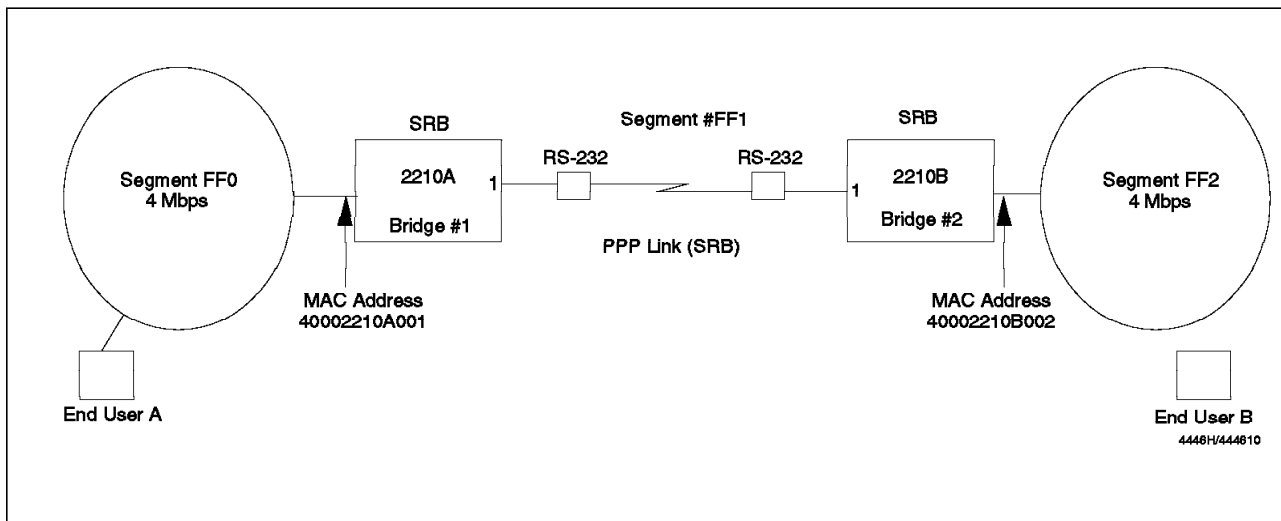 Segment FF0
4 Mbps
End User A
SRB
2210A
1
Bridge #1
MAC Address
40002210A001
RS-232
Segment #FF1
PPP Link (SRB)
RS-232
SRB
2210B
1
Bridge #2
MAC Address
40002210B002
Segment FF2
4 Mbps
End User B
4446H/444610